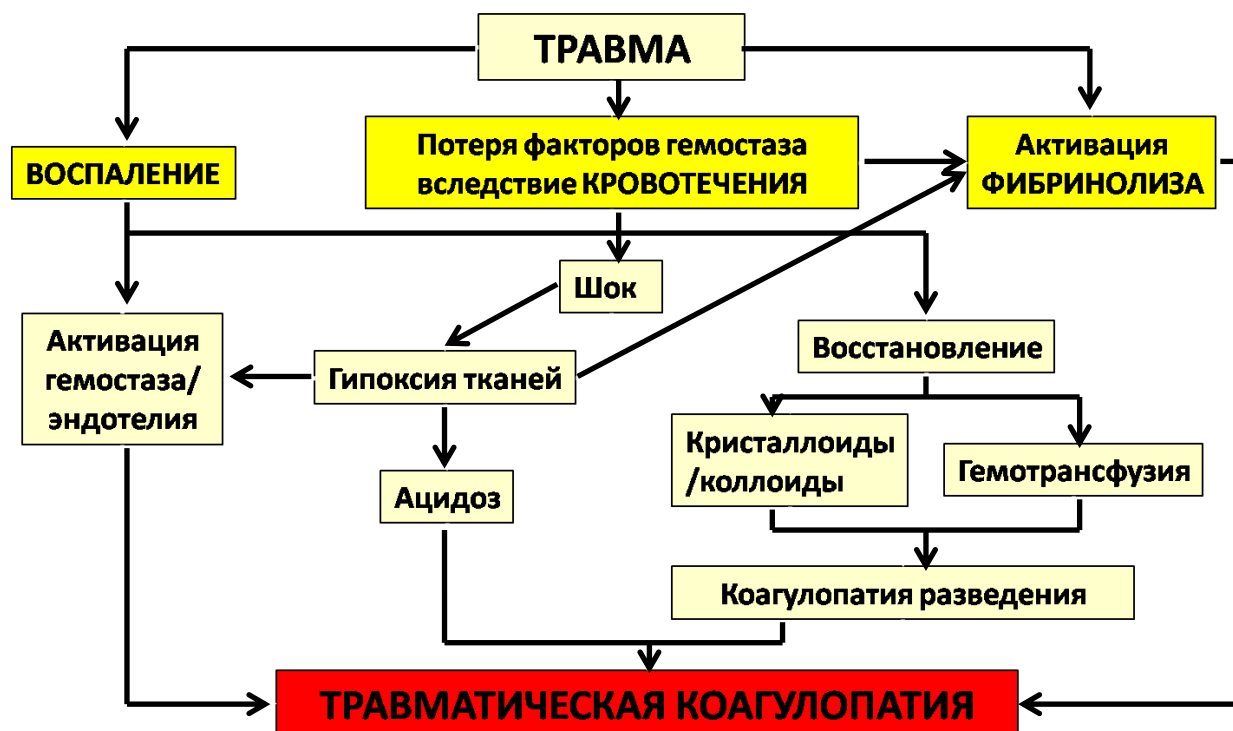 ТРАВМА
ВОСПАЛЕНИЕ
Потеря факторов гемостаза
вследствие КРОВОТЕЧЕНИЯ
Активация
ФИБРИНОЛИЗА
Шок
Активация
гемостаза/
эндотелия
Гипоксия тканей
Восстановление
Ацидоз
Кристаллоиды
/коллоиды
Гемотрансфузия
Коагулопатия разведения
ТРАВМАТИЧЕСКАЯ КОАГУЛОПАТИЯ